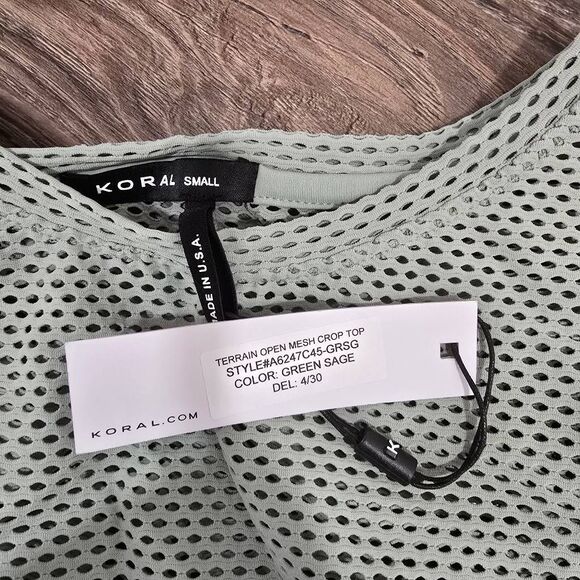 KORAL SMALL
MADE IN U.S.A.
TERRAIN OPEN MESH CROP TOP
STYLE#A6247C45-GRSG
COLOR: GREEN SAGE
DEL: 4/30
KORAL.COM
K